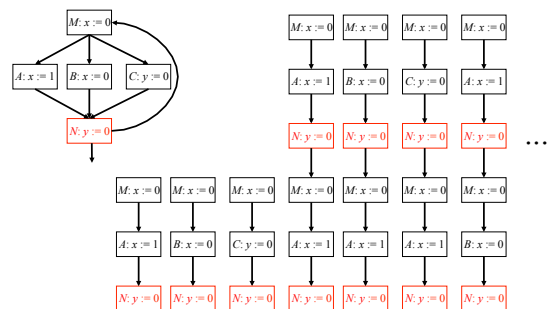 M: x := 0
A: x := 1 B: x := 0 C: y := 0
N: y := 0
M: x := 0 M: x := 0 M: x := 0 M: x := 0
A: x := 1 B: x := 0 C: y := 0 A: x := 1
N: y := 0 N: y := 0 N: y := 0 N: y := 0 ...
M: x := 0 M: x := 0 M: x := 0 M: x := 0 M: x := 0 M: x := 0 M: x := 0
A: x := 1 B: x := 0 C: y := 0 A: x := 1 A: x := 1 A: x := 1 B: x := 0
N: y := 0 N: y := 0 N: y := 0 N: y := 0 N: y := 0 N: y := 0 N: y := 0